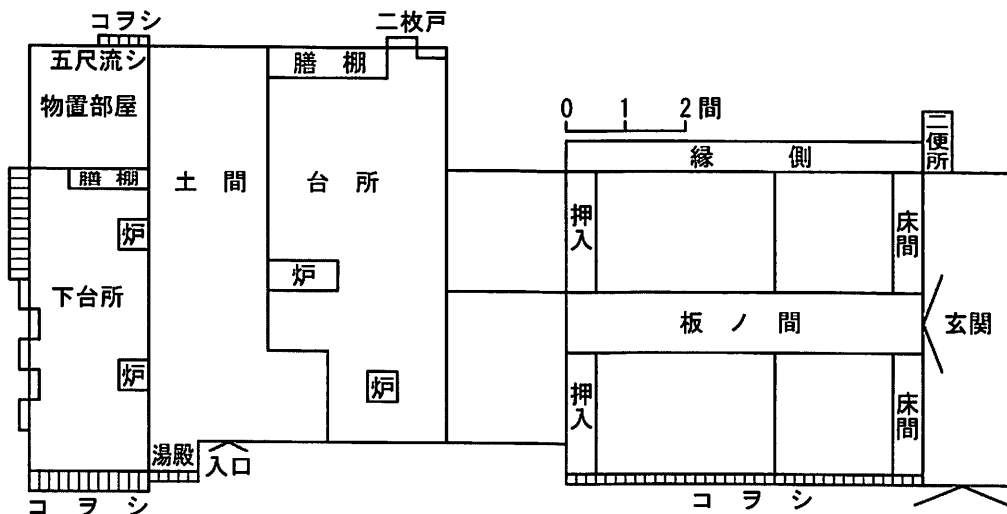 コヲシ
二枚戸
五尺流シ
膳棚
物置部屋
0 1 2間
二便所
縁側
膳棚
土間
台所
押入
床間
炉
炉
下台所
板ノ間
玄関
炉
炉
押入
床間
湯殿
入口
コヲシ
コヲシ